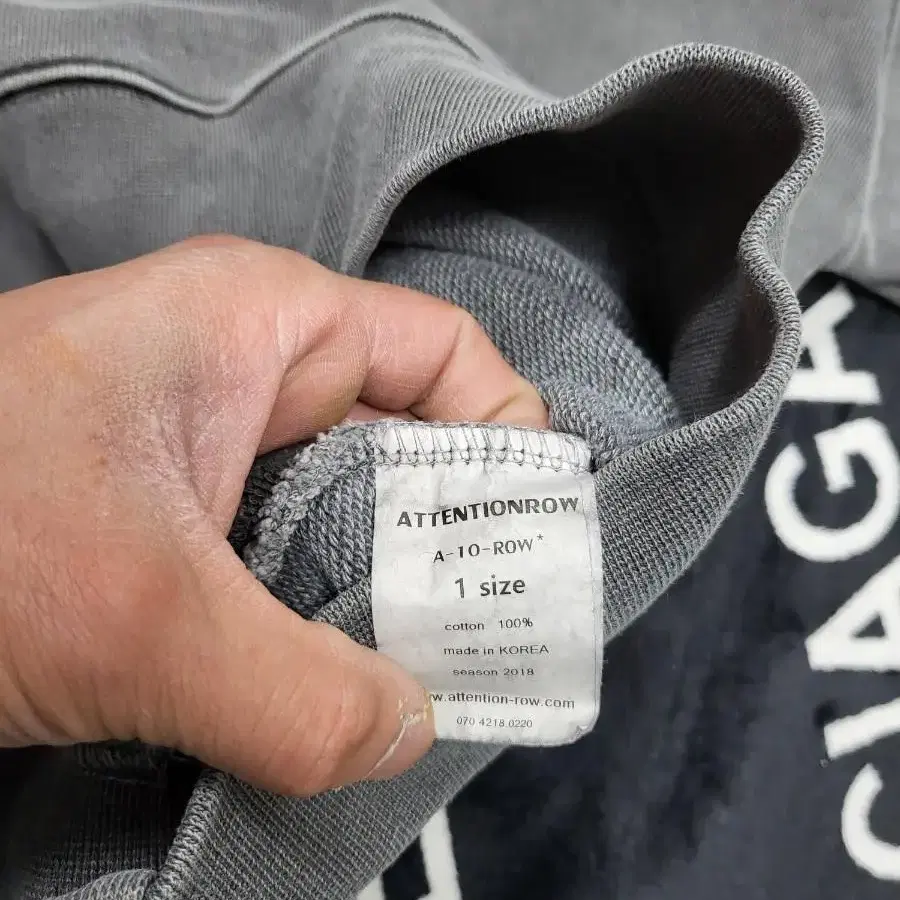 ATTENTIONROW
A-10-ROW*
1 size
cotton 100%
made in KOREA
season 2018
w.attention-row.com
070 4218 0220